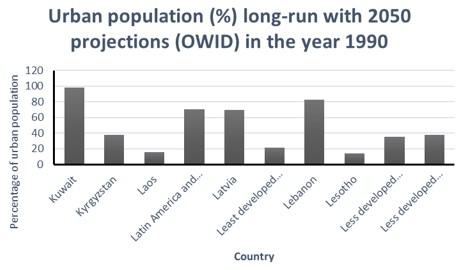 Urban population (%) long-run with 2050
projections (OWID) in the year 1990
Percentage of urban population
120
100
80
60
40
20
0
Kuwait
Kyrgyzstan
Laos
Latin America and...
Latvia
Least developed...
Lebanon
Lesotho
Less developed...
Less developed...
Country